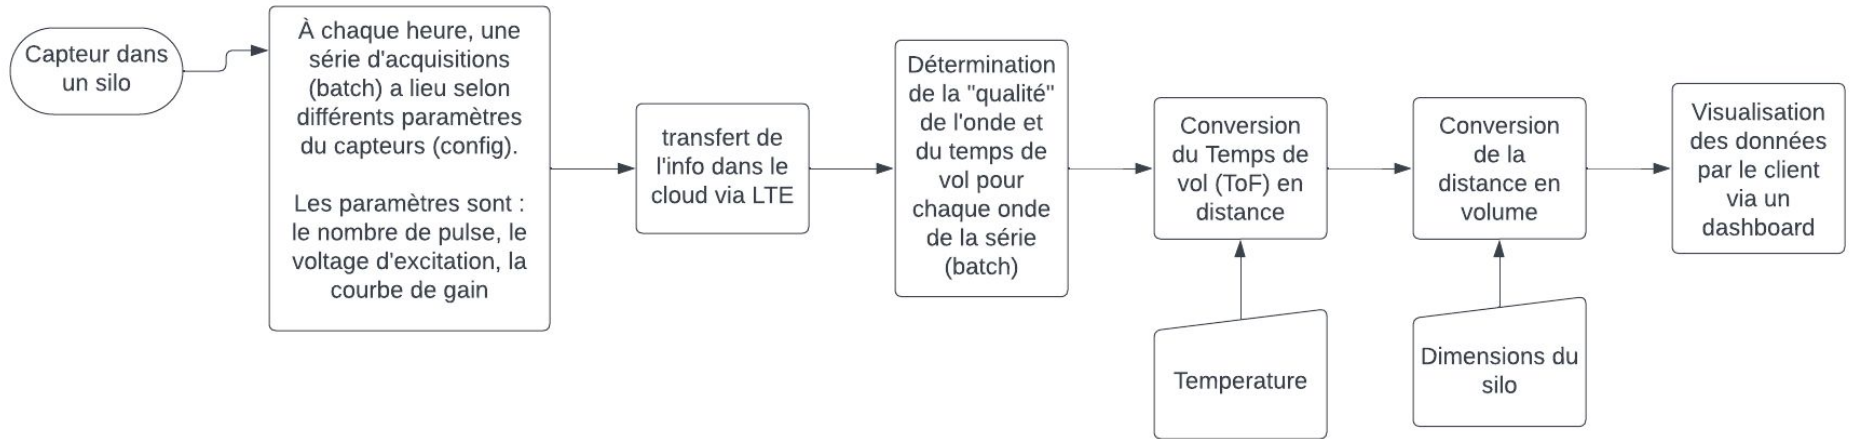 Capteur dans
un silo
À chaque heure, une
série d'acquisitions
(batch) a lieu selon
différents paramètres
du capteurs (config).
Les paramètres sont :
le nombre de pulse, le
voltage d'excitation, la
courbe de gain
transfert de
l'info dans le
cloud via LTE
Détermination
de la "qualité"
de l'onde et
du temps de
vol pour
chaque onde
de la série
(batch)
Conversion
du Temps de
vol (ToF) en
distance
Temperature
Conversion
de la
distance en
volume
Dimensions du
silo
Visualisation
des données
par le client
via un
dashboard